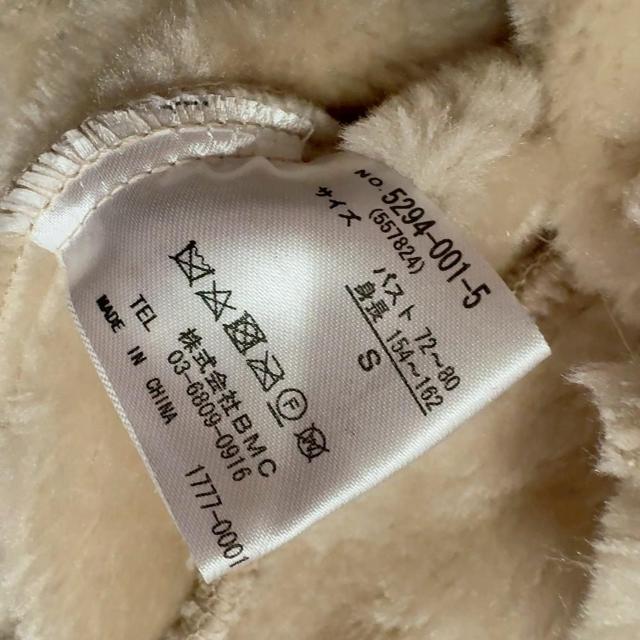 NO. 5294-001-5
(557824)
サイズ
バスト 72~80
身長 154~162
S
株式会社BMC
TEL 03-6809-0916
MADE IN CHINA
1777-0001